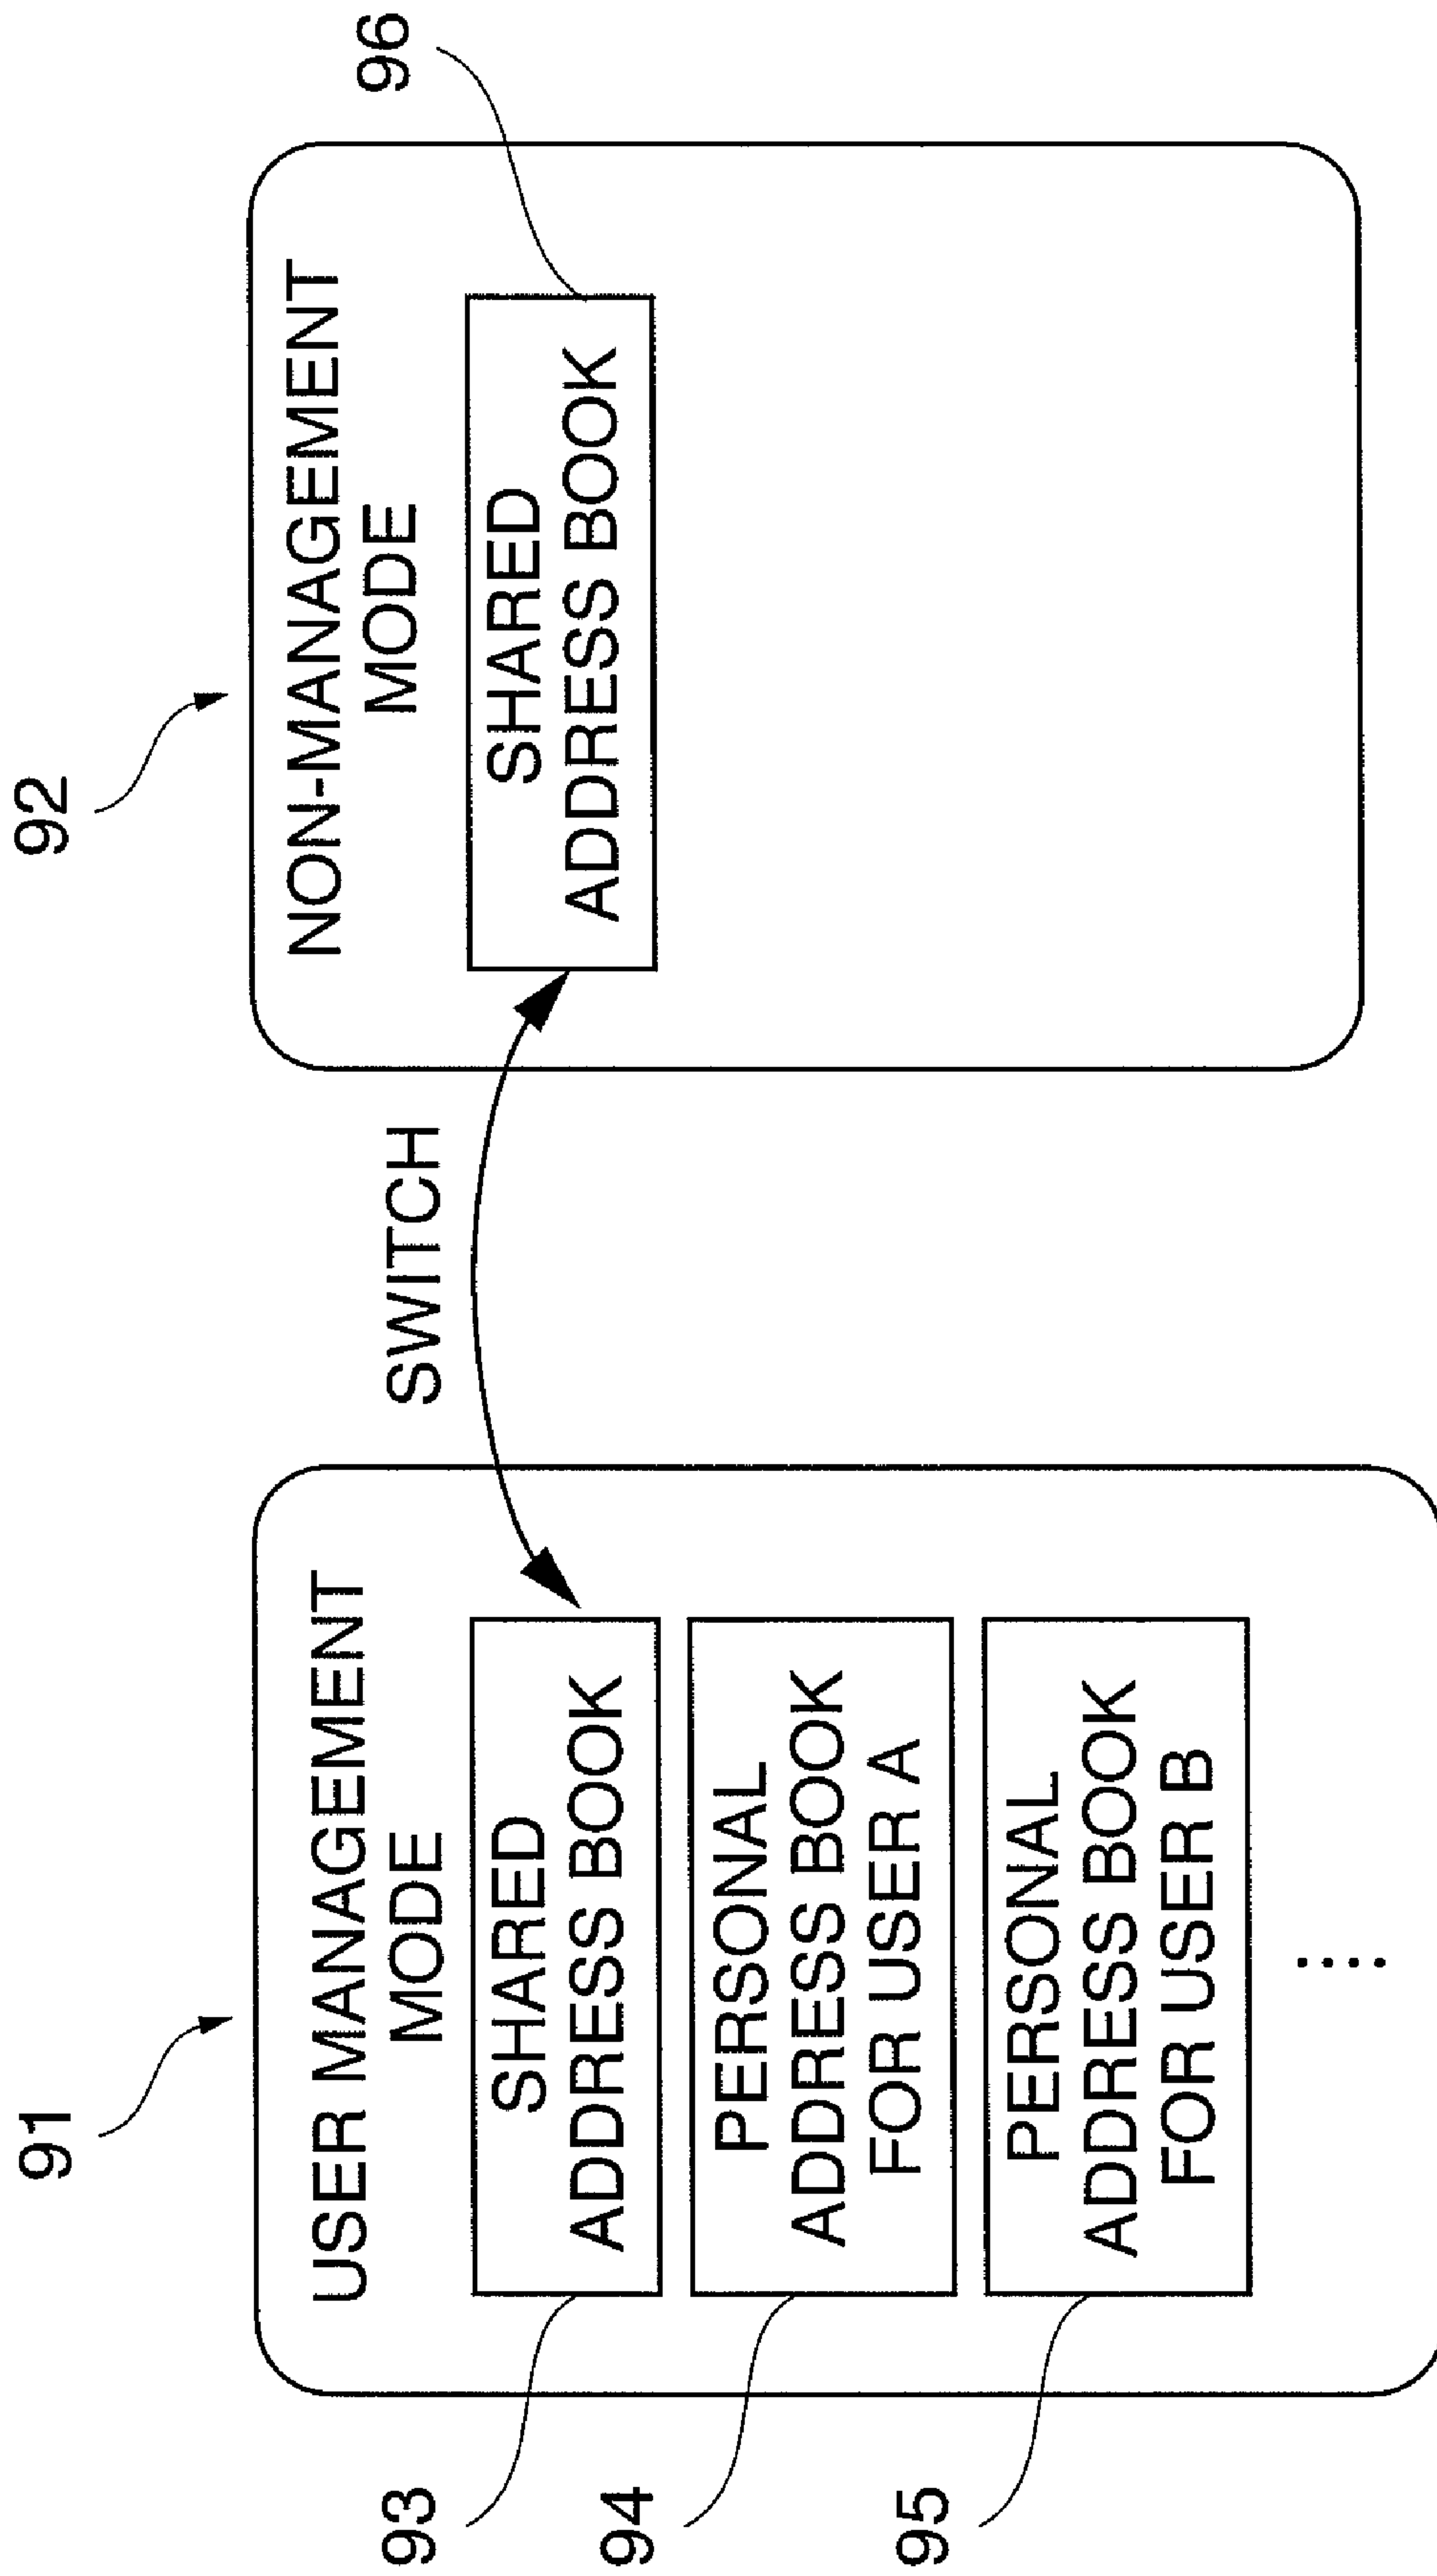 91
USER MANAGEMENT
MODE
93
SHARED
ADDRESS BOOK
94
PERSONAL
ADDRESS BOOK
FOR USER A
95
PERSONAL
ADDRESS BOOK
FOR USER B
....
SWITCH
92
NON-MANAGEMENT
MODE
SHARED
ADDRESS BOOK
96